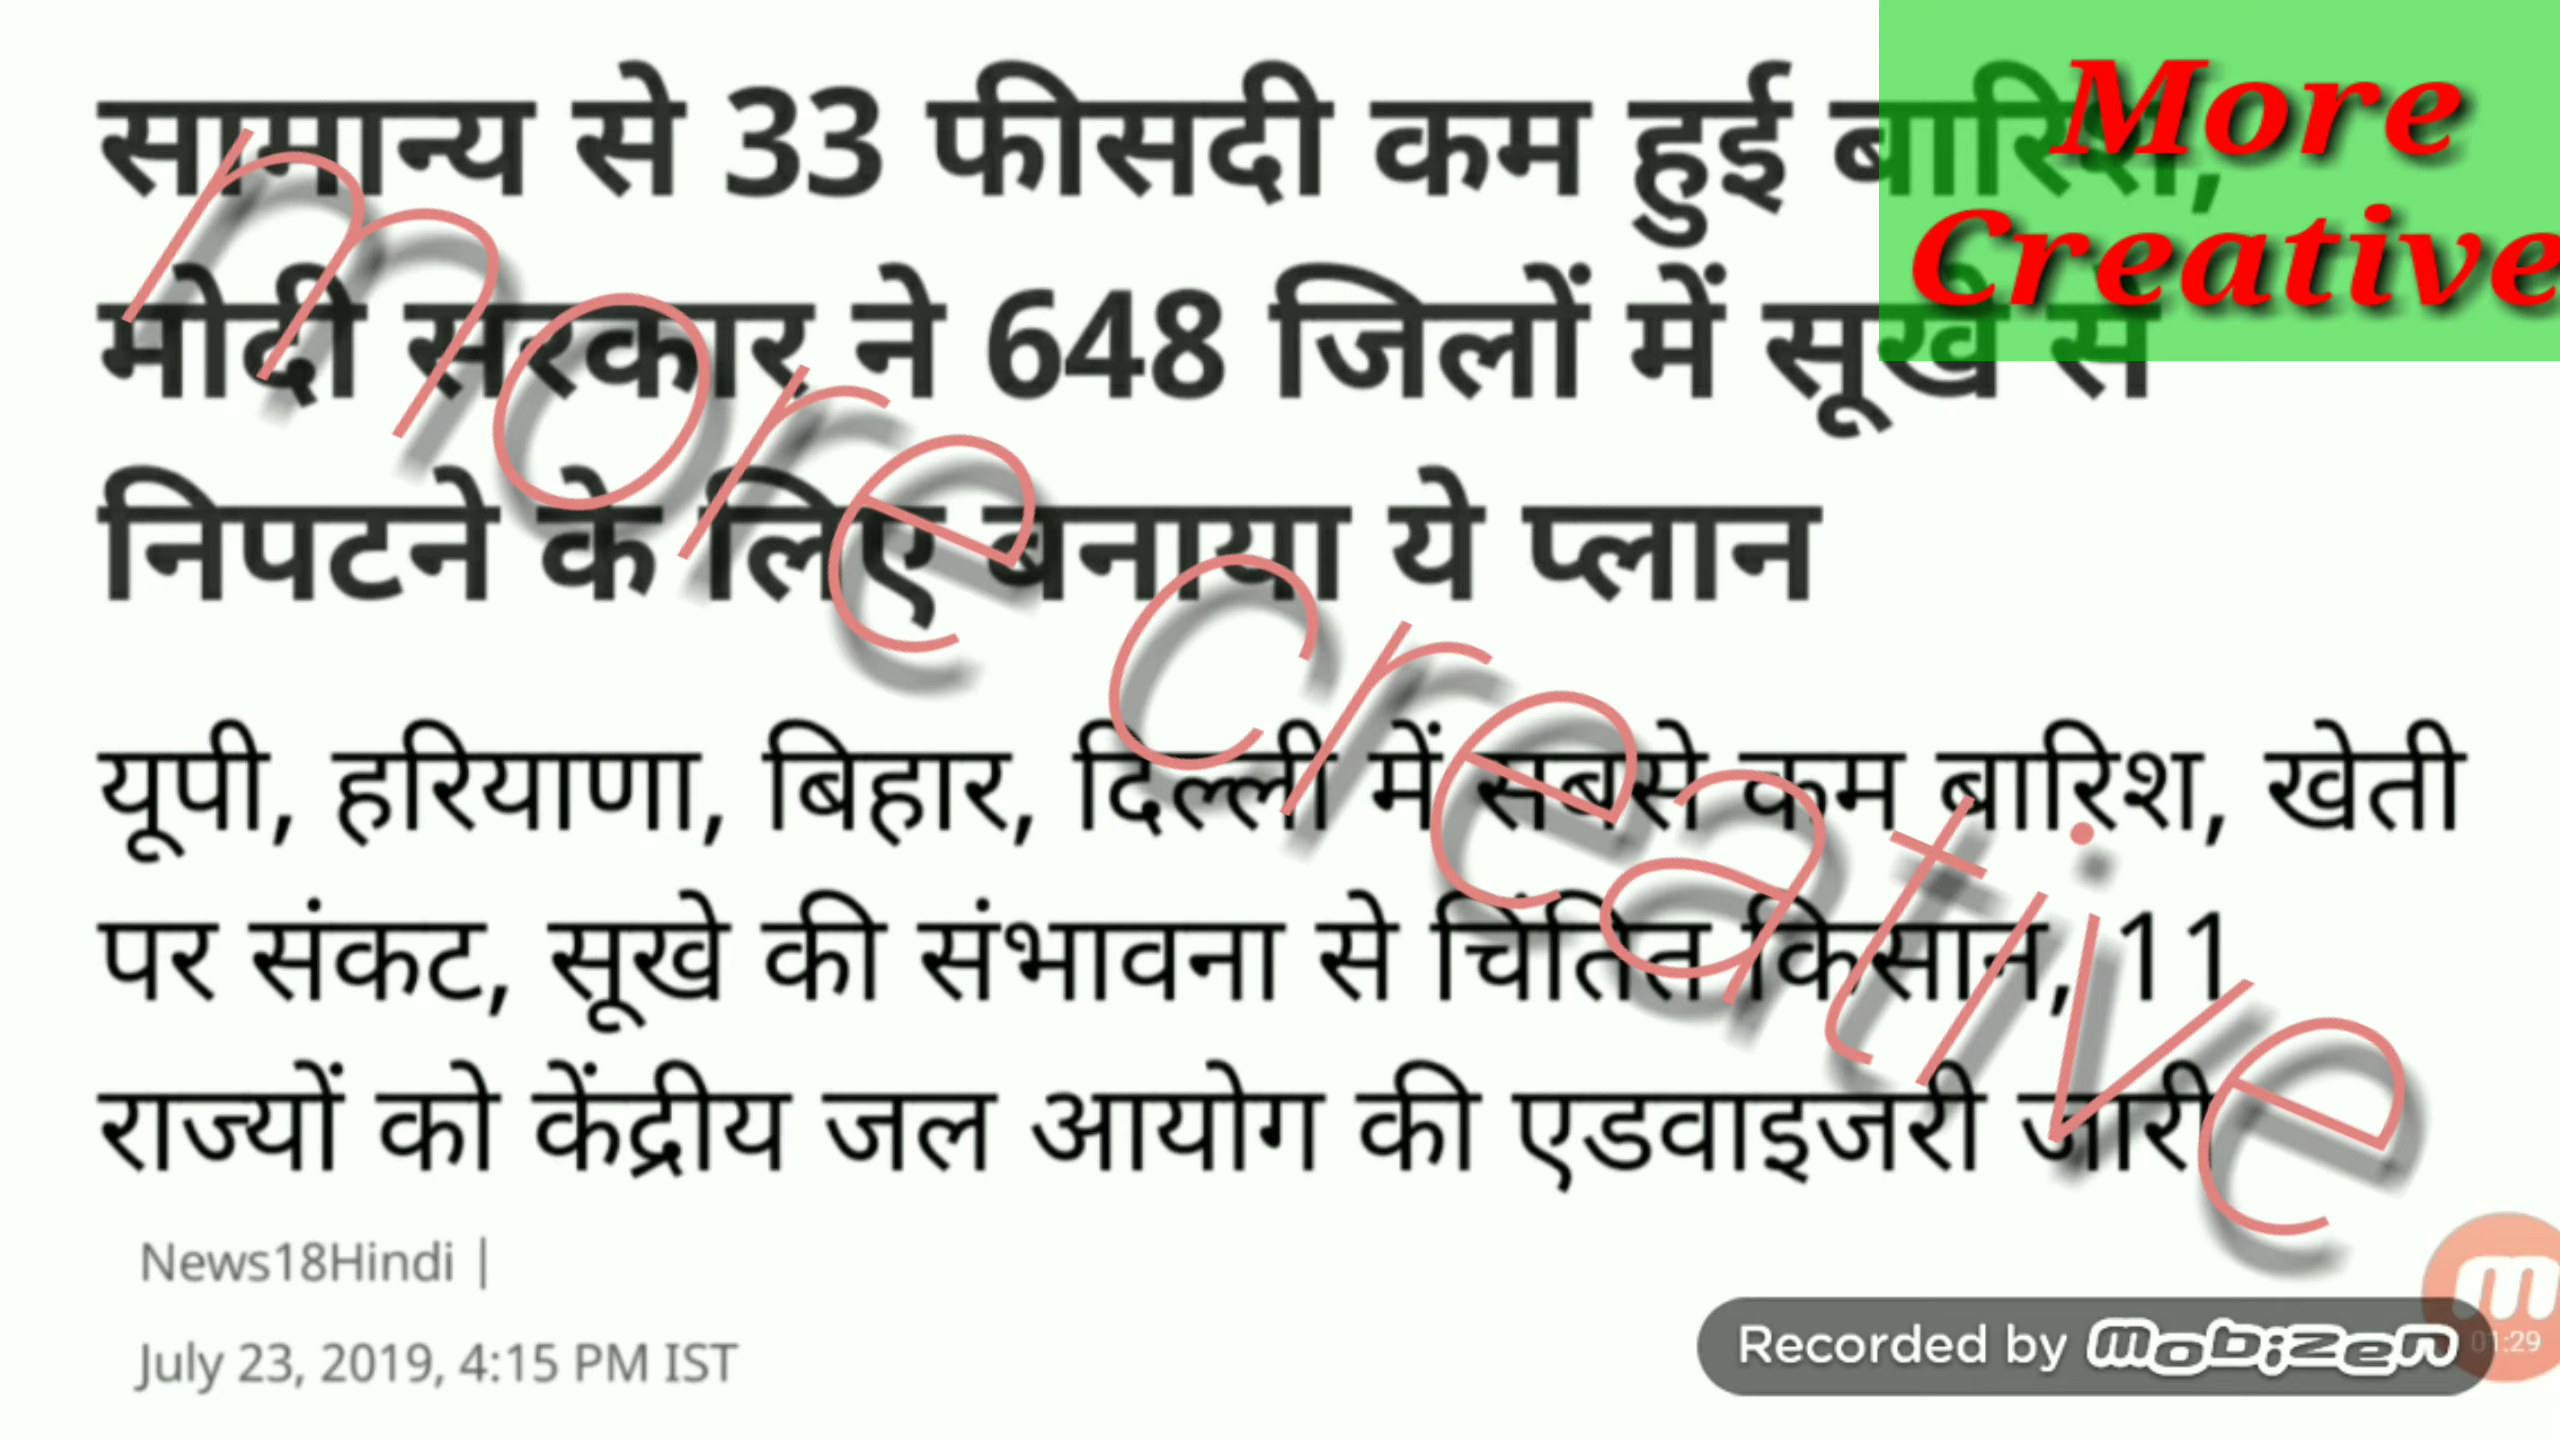 सामान्य से 33 फीसदी कम हुई बारिश,
मोदी सरकार ने 648 जिलों में सूखे से
निपटने के लिए बनाया ये प्लान
यूपी, हरियाणा, बिहार, दिल्ली में सबसे कम बारिश, खेती
पर संकट, सूखे की संभावना से चिंतित किसान, 11
राज्यों को केंद्रीय जल आयोग की एडवाइजरी जारी
News18Hindi |
July 23, 2019, 4:15 PM IST
More
Creative
more creative
Recorded by mobizen
01:29